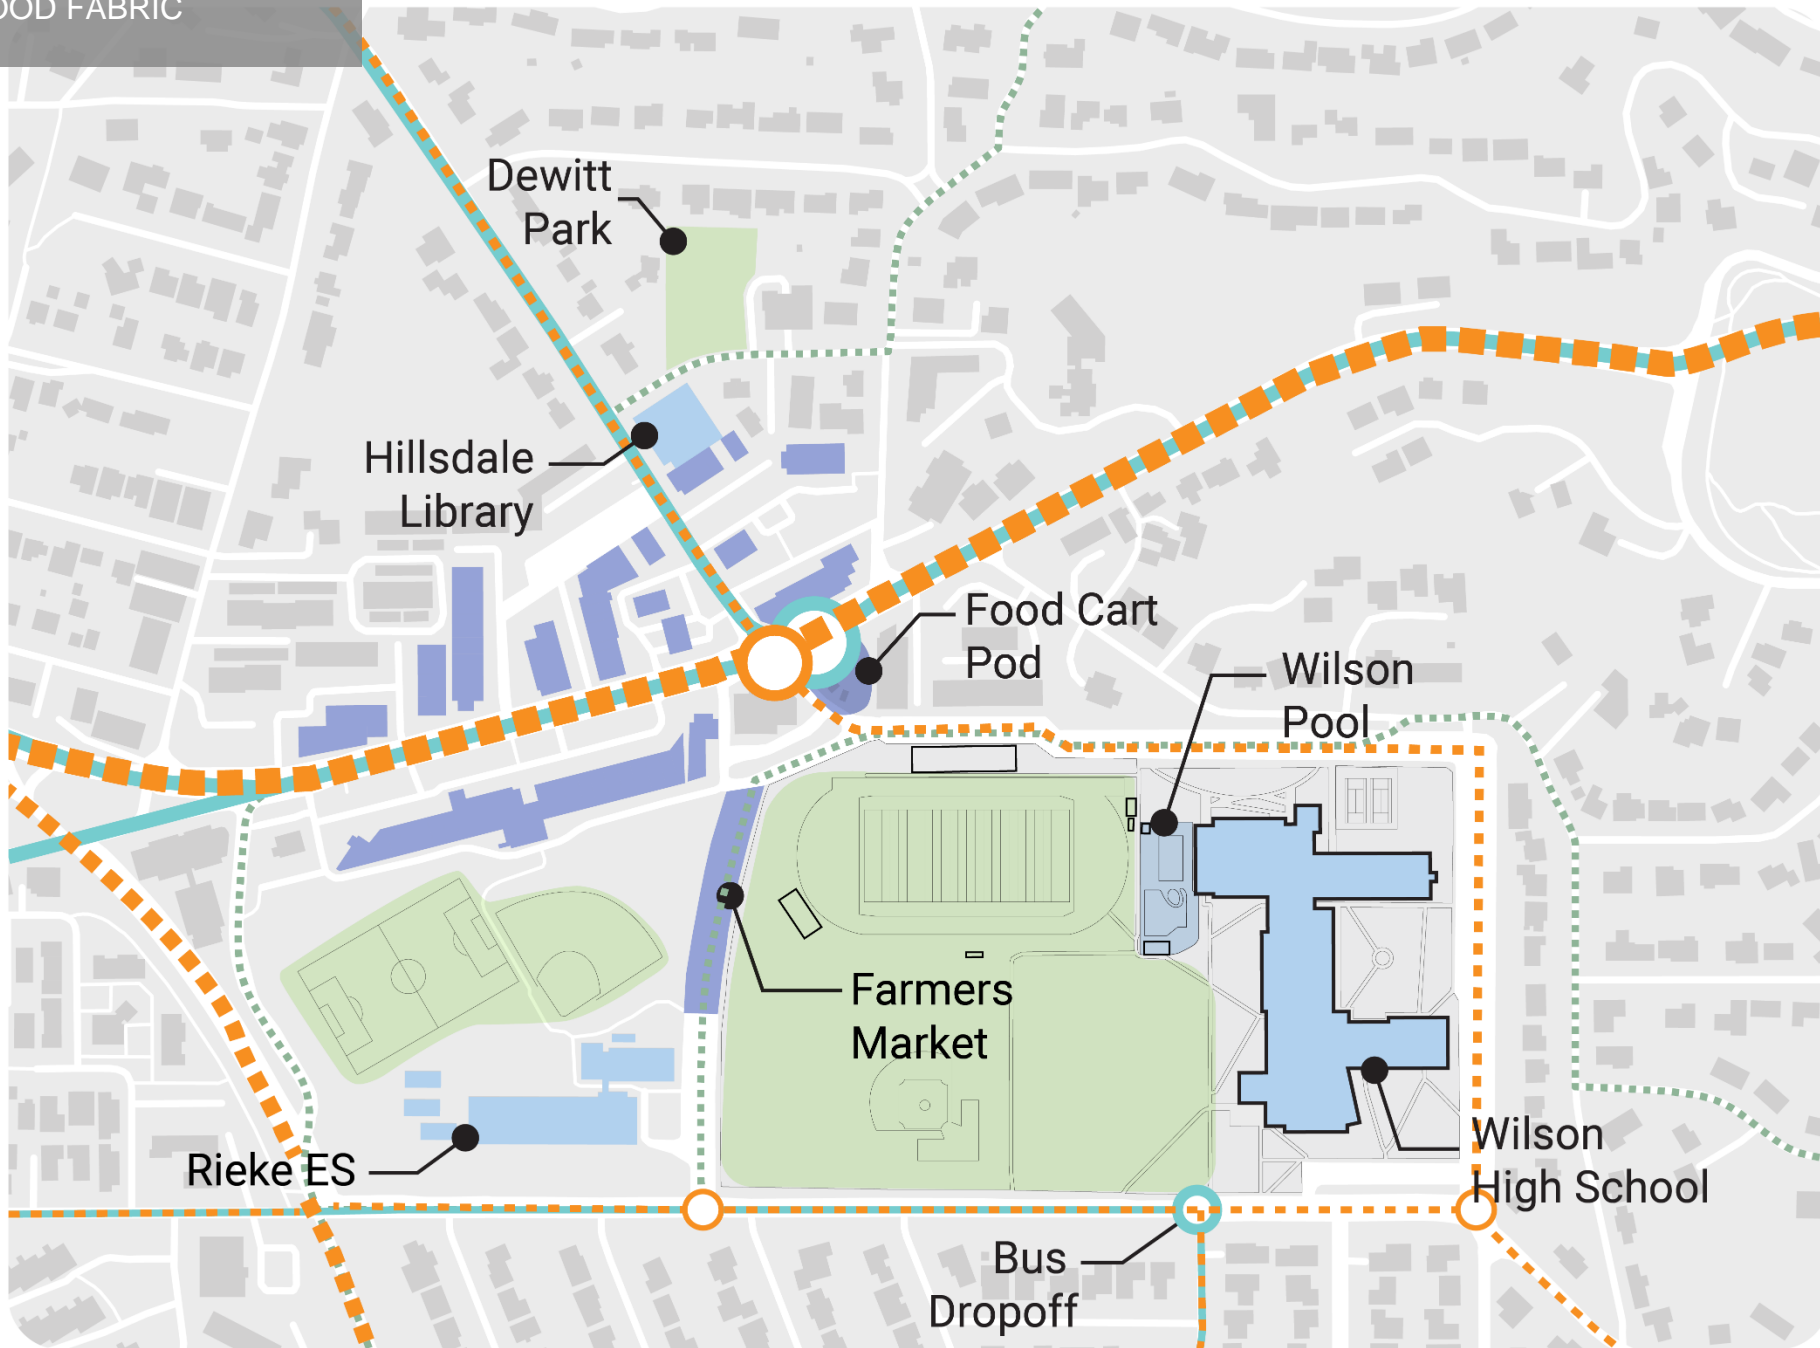 OOD FABRIC
Dewitt
Park
Hillsdale
Library
Food Cart
Pod
Wilson
Pool
Farmers
Market
Wilson
High School
Rieke ES
Bus
Dropoff